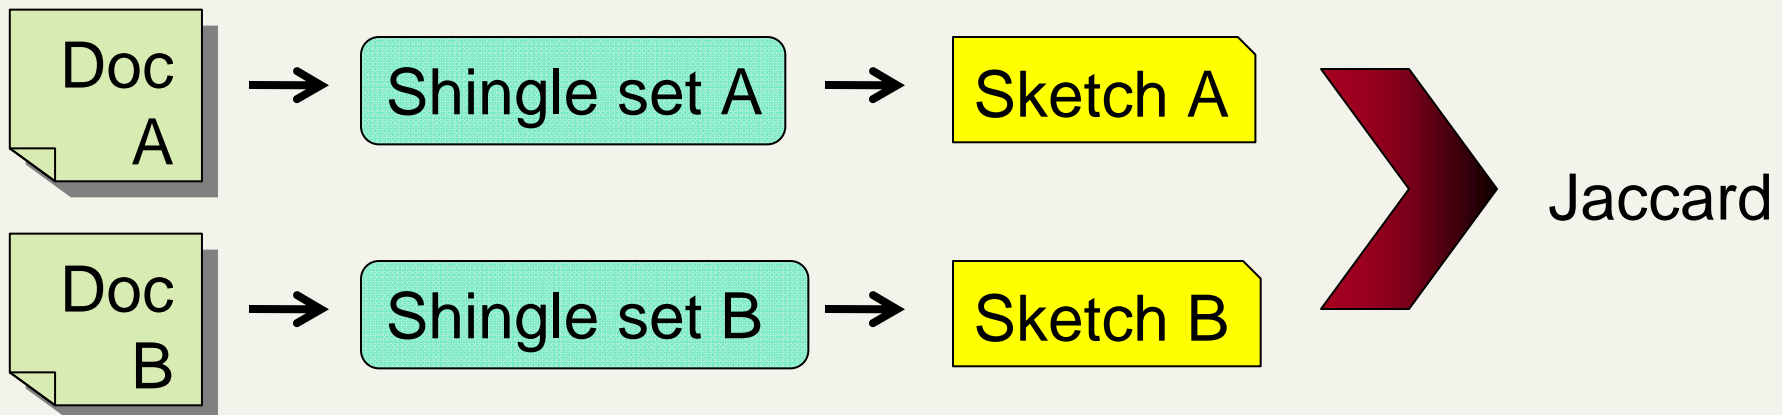 Doc
A
Shingle set A
Sketch A
Doc
B
Shingle set B
Sketch B
Jaccard